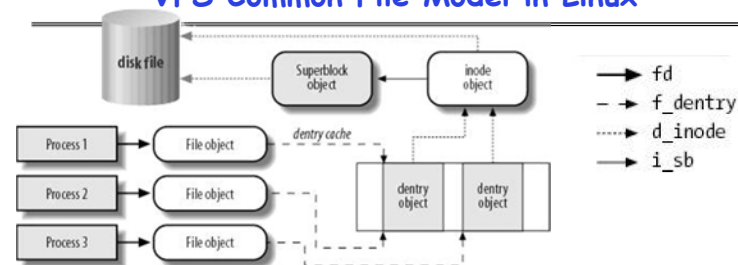 VFS Common File Model in Linux
disk file
Superblock
object
inode
object
fd
f_dentry
d_inode
i_sb
Process 1
File object
dentry cache
Process 2
File object
dentry
object
dentry
object
Process 3
File object